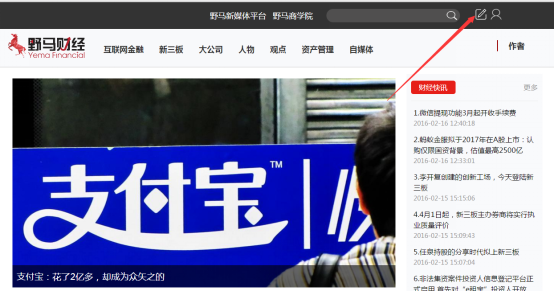 野马新媒体平台 野马商学院
野马财经
Yema Financial
互联网金融 新三板 大公司 人物 观点 资产管理 自媒体
作者
支付宝
TM
支付宝：花了2亿多，却成为众矢之的
财经快讯 更多
1.微信提现功能3月起开收手续费
2016-02-16 12:40:18
2.蚂蚁金服拟于2017年在A股上市：认
购仅限国资背景，估值最高2500亿
2016-02-16 12:33:01
3.李开复创建的创新工场，今天登陆新
三板
2016-02-15 15:15:06
4.4月1日起，新三板主办券商将实行执
业质量评价
2016-02-15 15:09:43
5.任泉持股的分享时代拟上新三板
2016-02-15 15:07:04
6.非法集资案件投资人信息登记平台正
式启用 首先对“e租宝”投资人开放